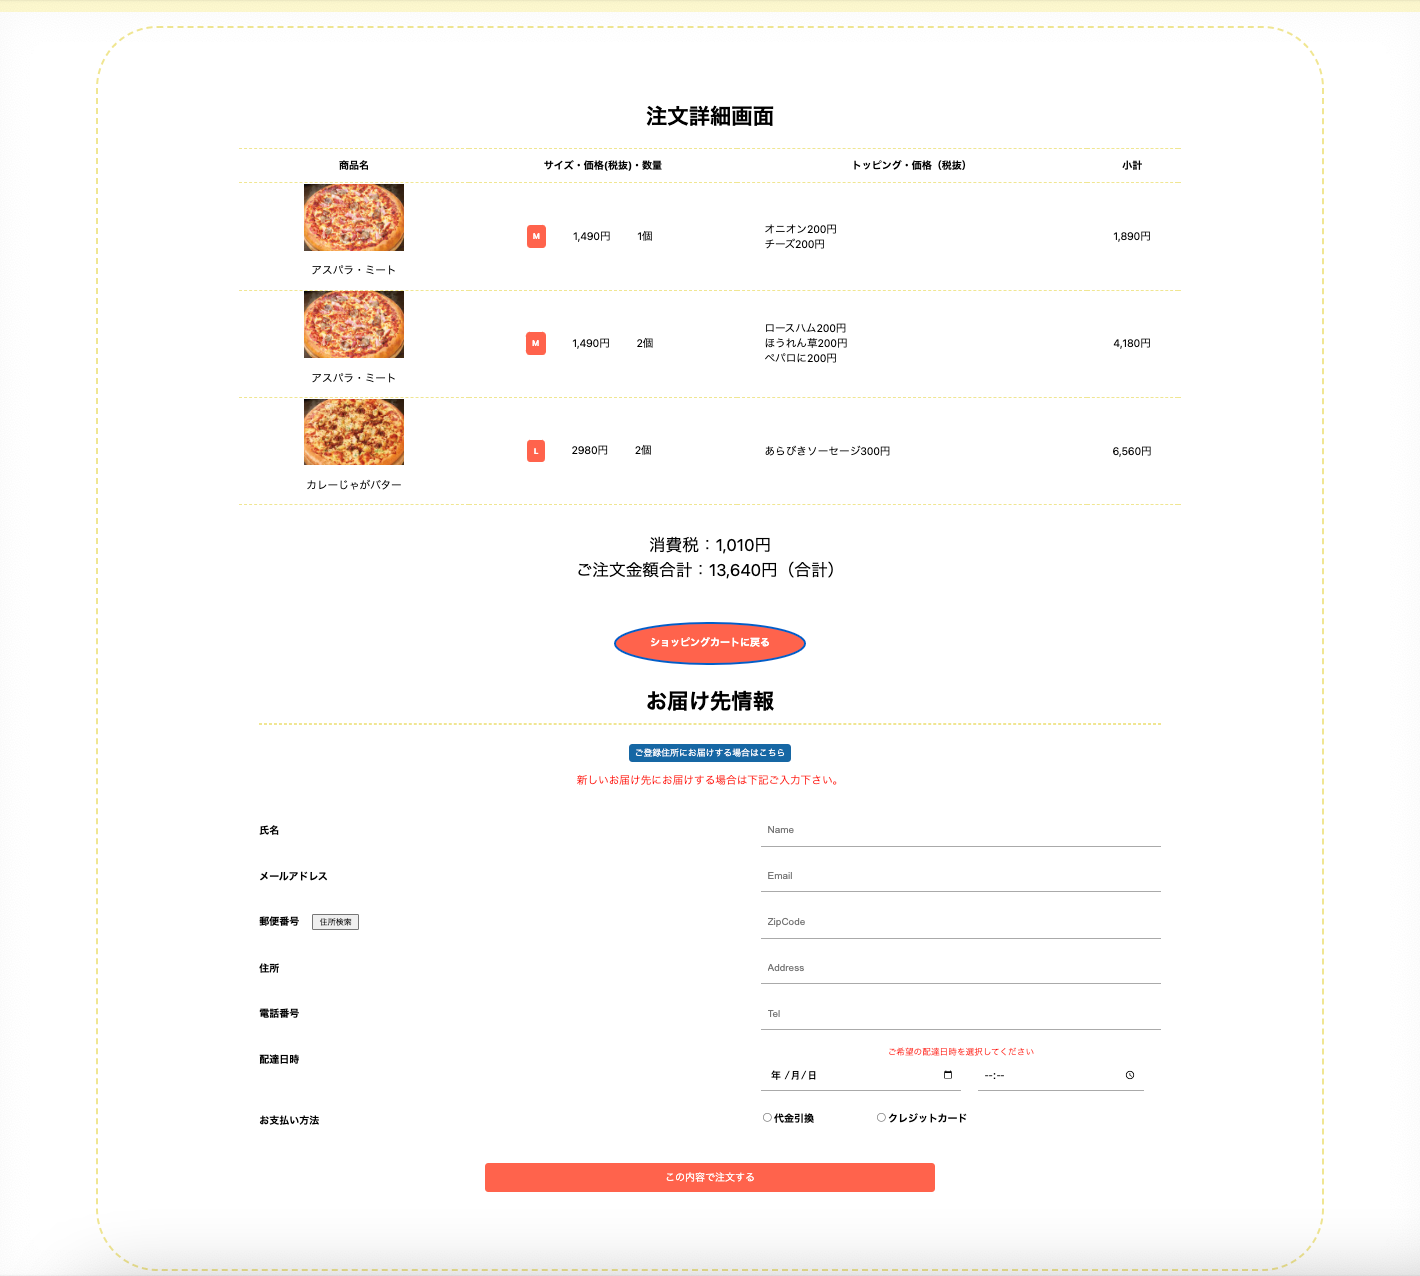 注文詳細画面
商品名 サイズ・価格(税抜)・数量 トッピング・価格（税抜） 小計
M 1,490円 1個 オニオン200円 1,890円
チーズ200円
アスパラ・ミート
M 1,490円 2個 ロースハム200円 4,180円
ほうれん草200円
ペパロに200円
アスパラ・ミート
L 2980円 2個 あらびきソーセージ300円 6,560円
カレーじゃがバター
消費税：1,010円
ご注文金額合計：13,640円（合計）
ショッピングカートに戻る
お届け先情報
ご登録住所にお届けする場合はこちら
新しいお届け先にお届けする場合は下記ご入力下さい。
氏名 Name
メールアドレス Email
郵便番号 住所検索 ZipCode
住所 Address
電話番号 Tel
配達日時 ご希望の配達日時を選択してください
年 /月/日 --:--
お支払い方法 代金引換 クレジットカード
この内容で注文する